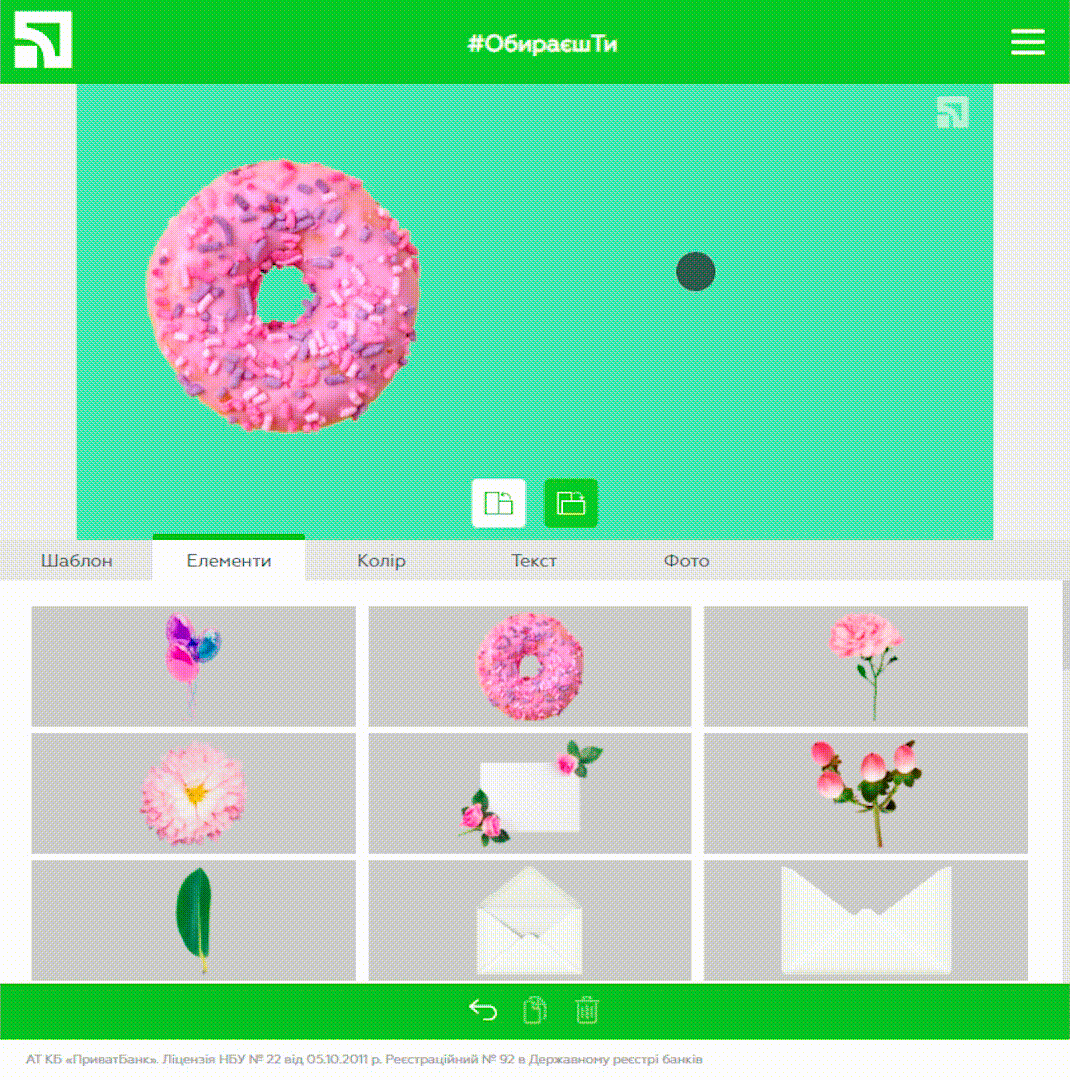 #ОбираєшТи
Шаблон
Елементи
Колір
Текст
Фото
АТ КБ «ПриватБанк». Ліцензія НБУ № 22 від 05.10.2011 р. Реєстраційний № 92 в Державному реєстрі банків